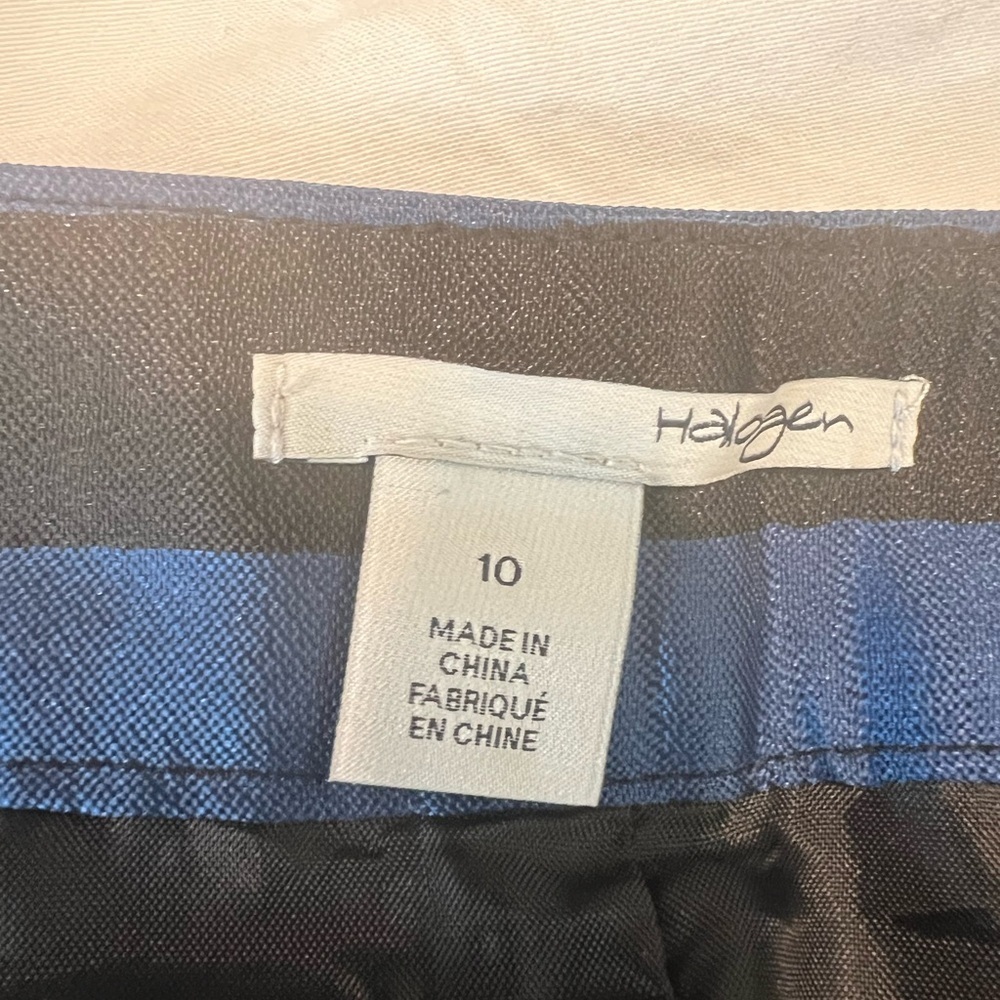 Halogen
10
MADE IN
CHINA
FABRIQUÉ
EN CHINE